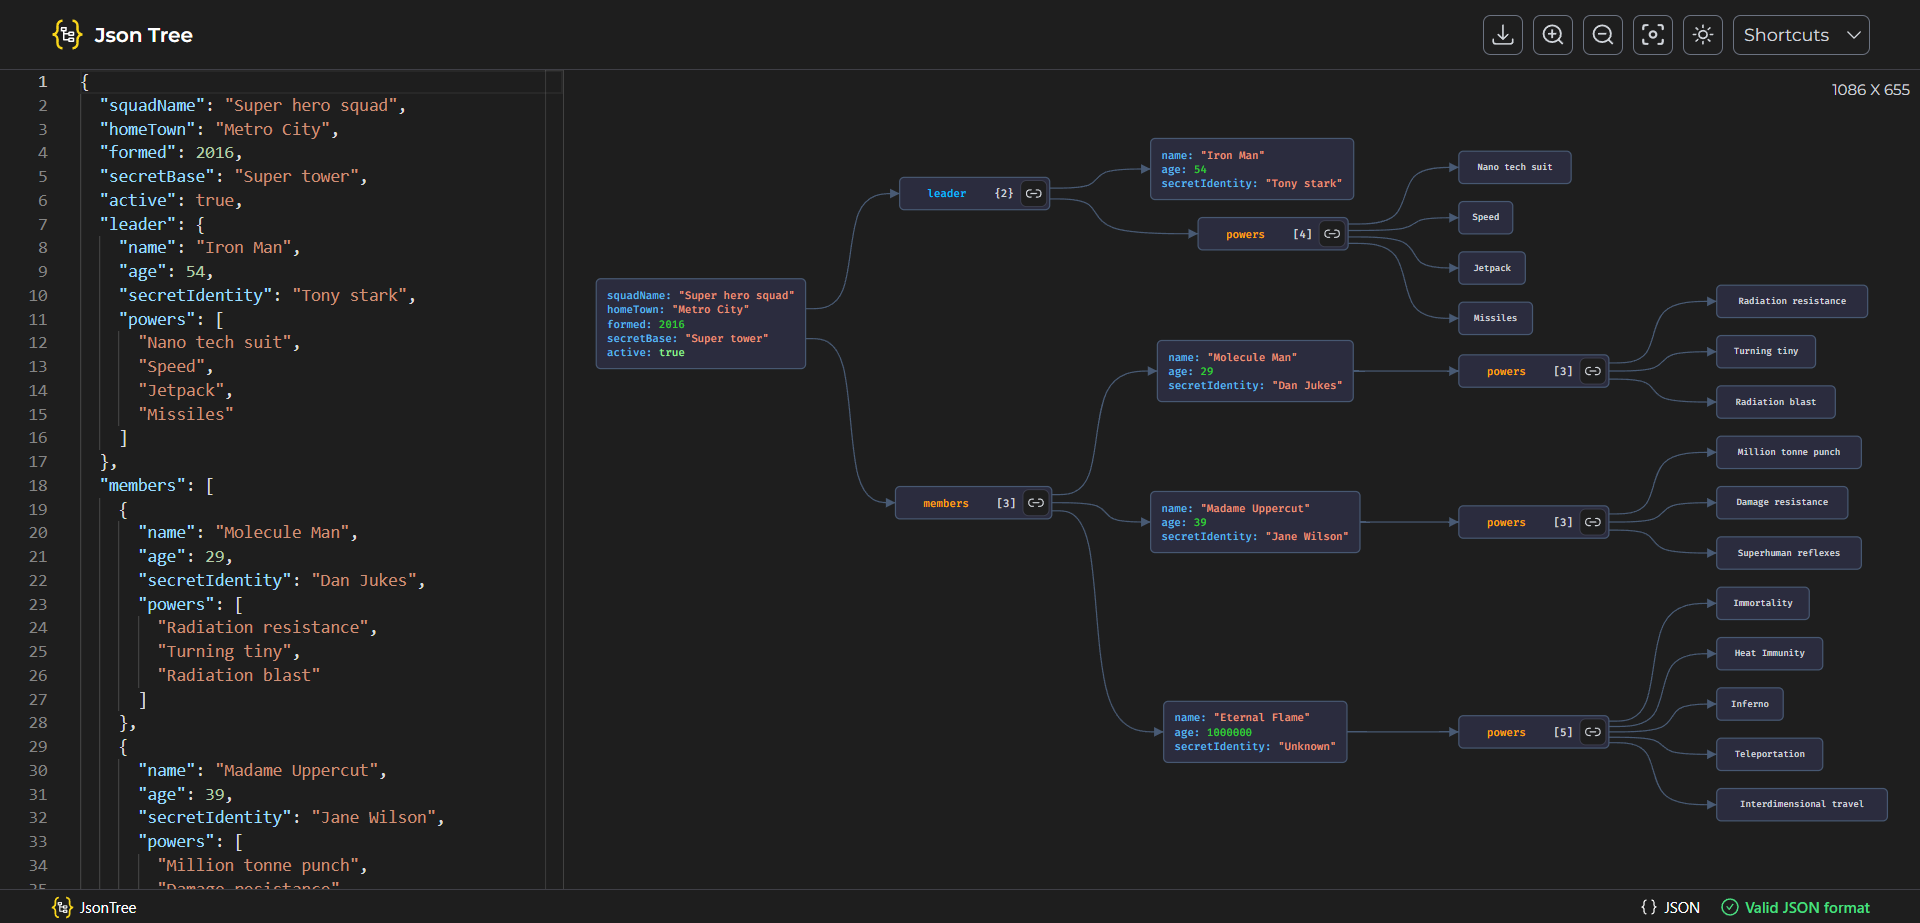 Json Tree
Shortcuts
1 {
2 "squadName": "Super hero squad",
3 "homeTown": "Metro City",
4 "formed": 2016,
5 "secretBase": "Super tower",
6 "active": true,
7 "leader": {
8 "name": "Iron Man",
9 "age": 54,
10 "secretIdentity": "Tony stark",
11 "powers": [
12 "Nano tech suit",
13 "Speed",
14 "Jetpack",
15 "Missiles"
16 ]
17 },
18 "members": [
19 {
20 "name": "Molecule Man",
21 "age": 29,
22 "secretIdentity": "Dan Jukes",
23 "powers": [
24 "Radiation resistance",
25 "Turning tiny",
26 "Radiation blast"
27 ]
28 },
29 {
30 "name": "Madame Uppercut",
31 "age": 39,
32 "secretIdentity": "Jane Wilson",
33 "powers": [
34 "Million tonne punch",
35 "Damage resistance"
1086 X 655
squadName: "Super hero squad"
homeTown: "Metro City"
formed: 2016
secretBase: "Super tower"
active: true
leader {2}
name: "Iron Man"
age: 54
secretIdentity: "Tony stark"
powers [4]
Nano tech suit
Speed
Jetpack
Missiles
members [3]
name: "Molecule Man"
age: 29
secretIdentity: "Dan Jukes"
powers [3]
Radiation resistance
Turning tiny
Radiation blast
name: "Madame Uppercut"
age: 39
secretIdentity: "Jane Wilson"
powers [3]
Million tonne punch
Damage resistance
Superhuman reflexes
name: "Eternal Flame"
age: 1000000
secretIdentity: "Unknown"
powers [5]
Immortality
Heat Immunity
Inferno
Teleportation
Interdimensional travel
JsonTree
{ } JSON
Valid JSON format